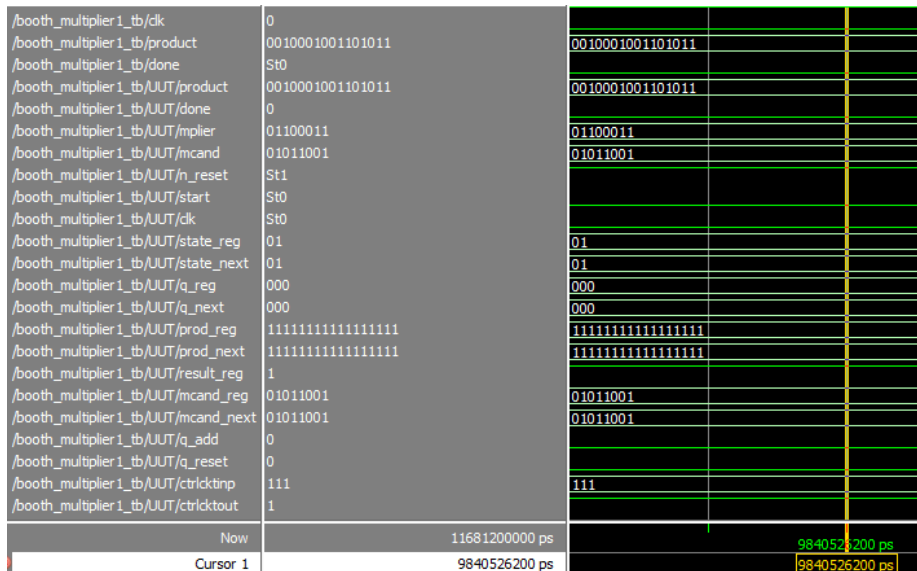 /booth_multiplier1_tb/clk 0
/booth_multiplier1_tb/product 0010001001101011 0010001001101011
/booth_multiplier1_tb/done St0
/booth_multiplier1_tb/UUT/product 0010001001101011 0010001001101011
/booth_multiplier1_tb/UUT/done 0
/booth_multiplier1_tb/UUT/mplier 01100011 01100011
/booth_multiplier1_tb/UUT/mcand 01011001 01011001
/booth_multiplier1_tb/UUT/n_reset St1
/booth_multiplier1_tb/UUT/start St0
/booth_multiplier1_tb/UUT/clk St0
/booth_multiplier1_tb/UUT/state_reg 01 01
/booth_multiplier1_tb/UUT/state_next 01 01
/booth_multiplier1_tb/UUT/q_reg 000 000
/booth_multiplier1_tb/UUT/q_next 000 000
/booth_multiplier1_tb/UUT/prod_reg 11111111111111111 11111111111111111
/booth_multiplier1_tb/UUT/prod_next 11111111111111111 11111111111111111
/booth_multiplier1_tb/UUT/result_reg 1
/booth_multiplier1_tb/UUT/mcand_reg 01011001 01011001
/booth_multiplier1_tb/UUT/mcand_next 01011001 01011001
/booth_multiplier1_tb/UUT/q_add 0
/booth_multiplier1_tb/UUT/q_reset 0
/booth_multiplier1_tb/UUT/ctrlcktinp 111 111
/booth_multiplier1_tb/UUT/ctrlcktout 1
Now 11681200000 ps 9840526200 ps
Cursor 1 9840526200 ps 9840526200 ps